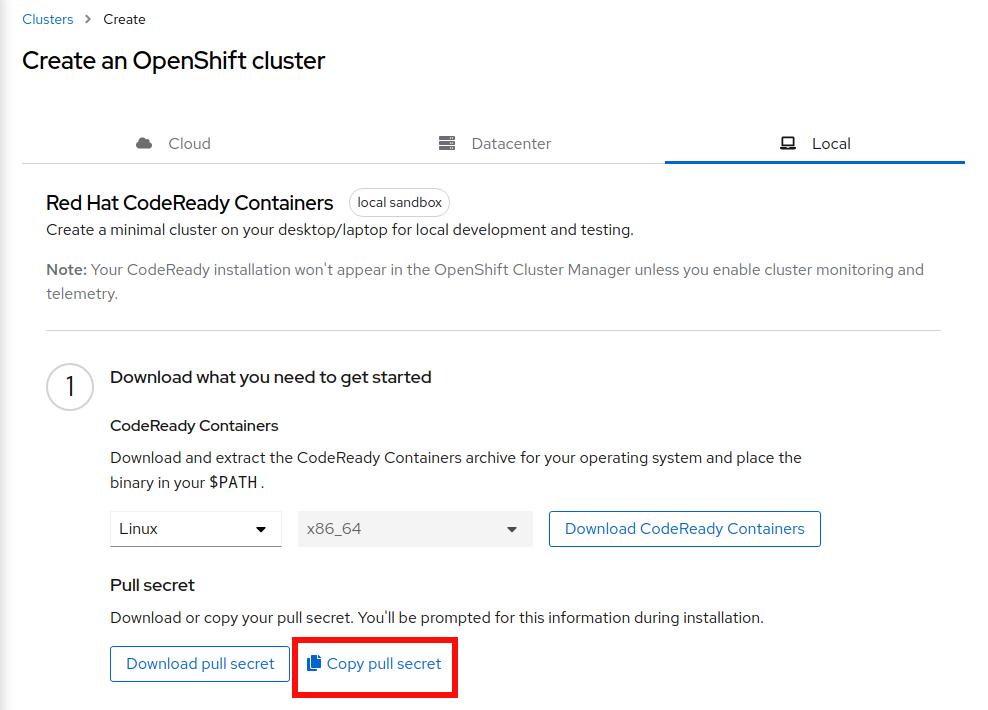 Clusters > Create
Create an OpenShift cluster
Cloud Datacenter Local
Red Hat CodeReady Containers local sandbox
Create a minimal cluster on your desktop/laptop for local development and testing.
Note: Your CodeReady installation won't appear in the OpenShift Cluster Manager unless you enable cluster monitoring and
telemetry.
1 Download what you need to get started
CodeReady Containers
Download and extract the CodeReady Containers archive for your operating system and place the
binary in your $PATH .
Linux x86_64 Download CodeReady Containers
Pull secret
Download or copy your pull secret. You'll be prompted for this information during installation.
Download pull secret Copy pull secret